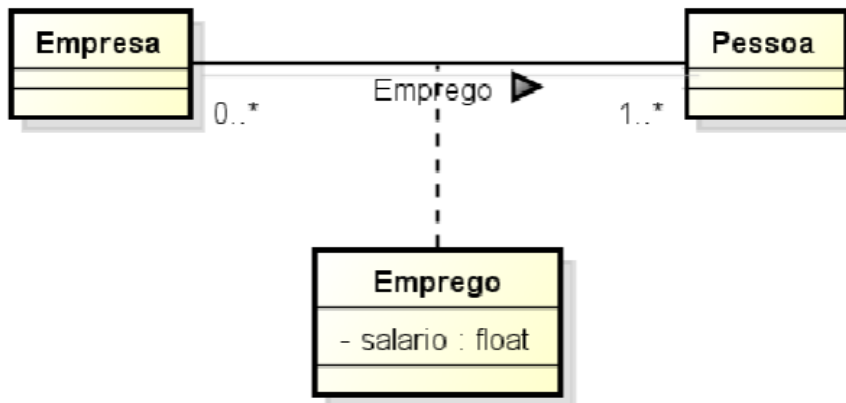 Empresa
Pessoa
Emprego
0..*
1..*
Emprego
- salario : float